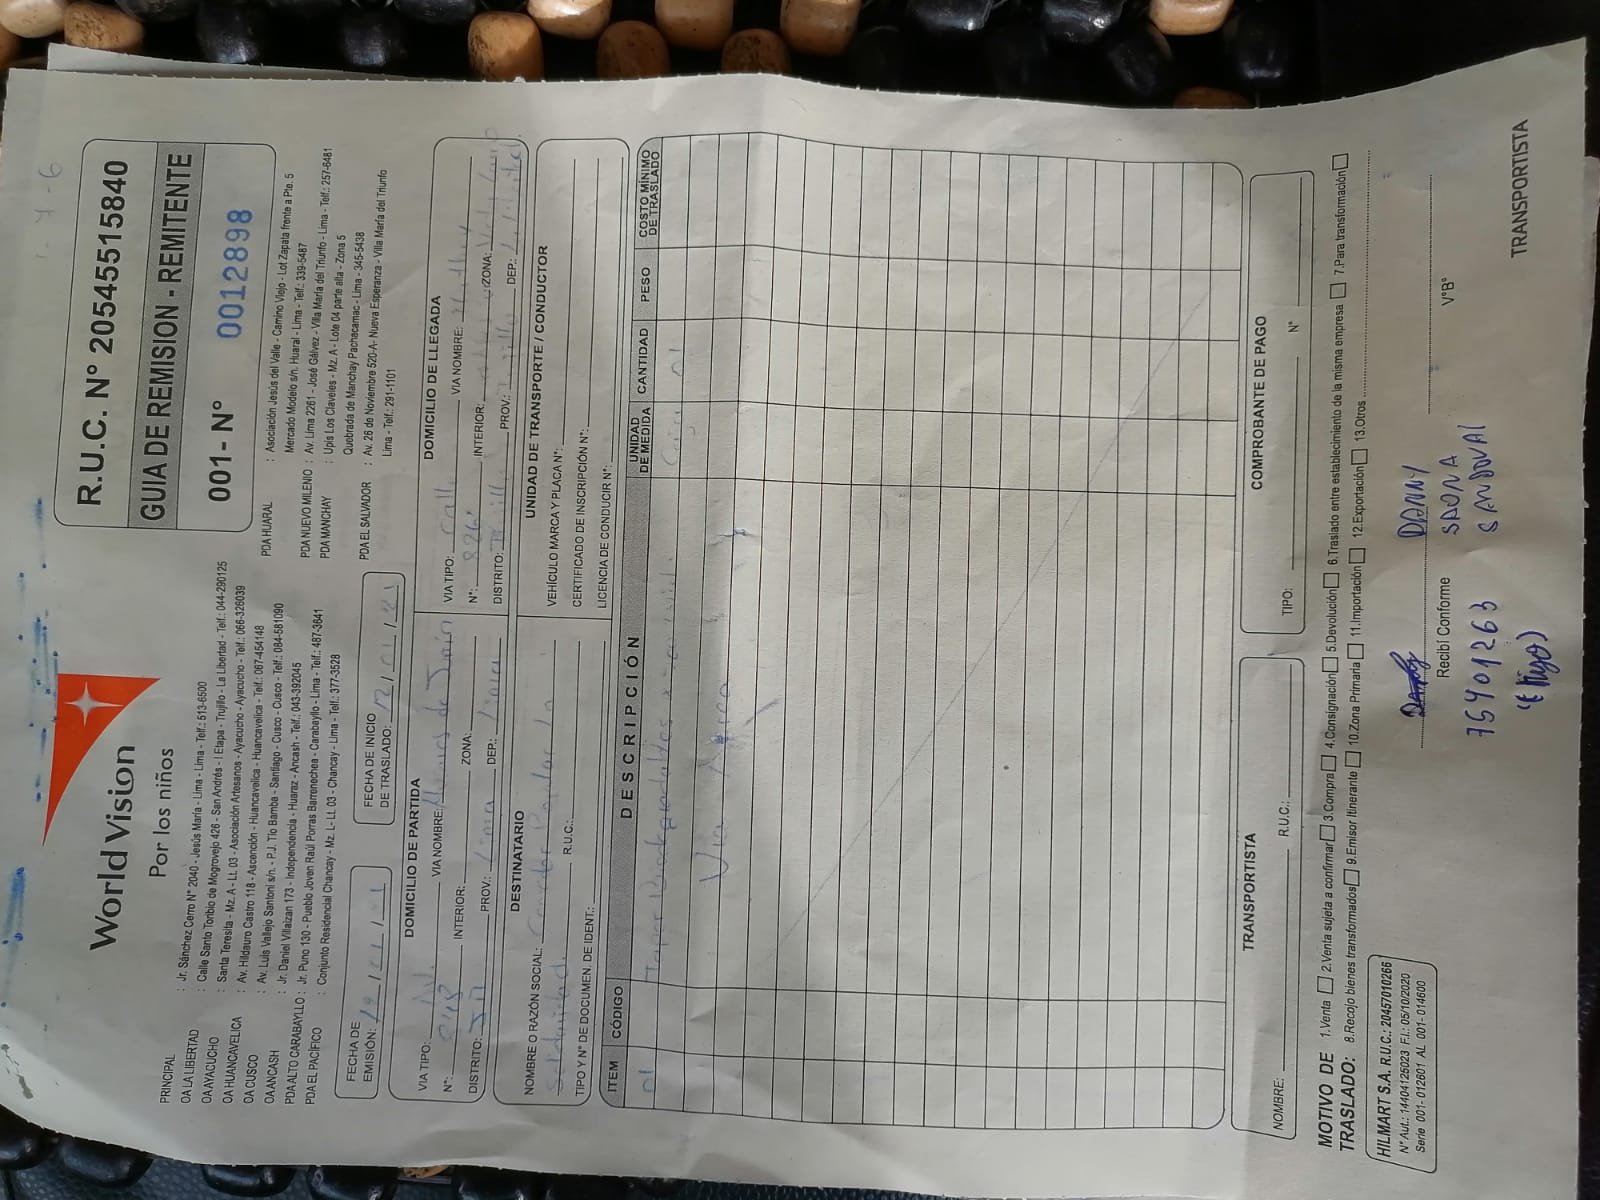 World Vision
Por los niños
R.U.C. N° 20545515840
GUIA DE REMISION - REMITENTE
001- N° 0012898
PRINCIPAL : Jr. Sánchez Cerro N° 2040 - Jesús María - Lima - Lima - Telf.: 513-6500
OA LA LIBERTAD : Calle Santo Toribio de Mogrovejo 426 - San Andrés - I Etapa - Trujillo - La Libertad - Telf.: 044-290125
OA AYACUCHO : Santa Teresita - Mz. A - Lt. 03 - Asociación Artesanos - Ayacucho - Ayacucho - Telf.: 066-326039
OA HUANCAVELICA : Av. Hildauro Castro 118 - Ascención - Huancavelica - Huancavelica - Telf.: 067-454148
OA CUSCO : Av. Luis Vallejo Santoni s/n. - P.J. Tío Bamba - Santiago - Cusco - Cusco - Telf.: 084-581090
OA ANCASH : Jr. Daniel Villaizan 173 - Independencia - Huaraz - Ancash - Telf.: 043-392045
PDA ALTO CARABAYLLO : Jr. Puno 130 - Pueblo Joven Raúl Porras Barrenechea - Carabayllo - Lima - Telf.: 487-3641
PDA EL PACÍFICO : Conjunto Residencial Chancay - Mz. L- Lt. 03 - Chancay - Lima - Telf.: 377-3528
PDA HUARAL : Asociación Jesús del Valle - Camino Viejo - Lot Zapata frente a Pte. 5
Mercado Modelo s/n. Huaral - Lima - Telf.: 339-5487
PDA NUEVO MILENIO : Av. Lima 2261 - José Gálvez - Villa María del Triunfo - Lima - Telf.: 257-6481
PDA MANCHAY : Upis Los Claveles - Mz. A - Lote 04 parte alta - Zona 5
Quebrada de Manchay Pachacamac - Lima - 345-5438
PDA EL SALVADOR : Av. 26 de Noviembre 520-A- Nueva Esperanza - Villa María del Triunfo
Lima - Telf.: 291-1101
FECHA DE EMISIÓN:
FECHA DE INICIO DE TRASLADO:
DOMICILIO DE PARTIDA
VIA TIPO: Av. VIA NOMBRE: de Junín
N°: INTERIOR: ZONA:
DISTRITO: PROV.: Lima DEP.: Lima
DOMICILIO DE LLEGADA
VIA TIPO: Calle VIA NOMBRE:
N°: 826 INTERIOR: ZONA:
DISTRITO: PROV.: DEP.:
DESTINATARIO
NOMBRE O RAZÓN SOCIAL:
R.U.C.:
TIPO Y N° DE DOCUMEN. DE IDENT.:
UNIDAD DE TRANSPORTE / CONDUCTOR
VEHÍCULO MARCA Y PLACA N°:
CERTIFICADO DE INSCRIPCIÓN N°:
LICENCIA DE CONDUCIR N°:
ITEM CÓDIGO DESCRIPCIÓN UNIDAD DE MEDIDA CANTIDAD PESO COSTO MÍNIMO DE TRASLADO
01 01
Via Aérea
TRANSPORTISTA
NOMBRE: R.U.C.:
COMPROBANTE DE PAGO
TIPO: N°
MOTIVO DE TRASLADO: 1.Venta 2.Venta sujeta a confirmar 3.Compra 4.Consignación 5.Devolución 6.Traslado entre establecimiento de la misma empresa 7.Para transformación
8.Recojo bienes transformados 9.Emisor Itinerante 10.Zona Primaria 11.Importación 12.Exportación 13.Otros
HILMART S.A. R.U.C.: 20457010266
N° Aut.: 14404125023 F.I.: 05/10/2020
Serie 001- 012601 AL 001- 014600
DANNY
Recibí Conforme
SAONA
75401263
SANDOVAL
V°B°
TRANSPORTISTA